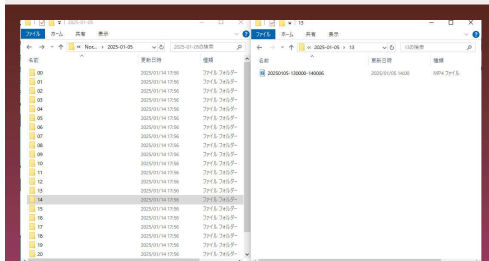 2025-01-05
ファイル ホーム 共有 表示
« Nor... > 2025-01-05
2025-01-05の検索
名前 更新日時 種類
00 2025/01/14 17:56 ファイル フォルダー
01 2025/01/14 17:56 ファイル フォルダー
02 2025/01/14 17:56 ファイル フォルダー
03 2025/01/14 17:56 ファイル フォルダー
04 2025/01/14 17:56 ファイル フォルダー
05 2025/01/14 17:56 ファイル フォルダー
06 2025/01/14 17:56 ファイル フォルダー
07 2025/01/14 17:56 ファイル フォルダー
08 2025/01/14 17:56 ファイル フォルダー
09 2025/01/14 17:56 ファイル フォルダー
10 2025/01/14 17:56 ファイル フォルダー
11 2025/01/14 17:56 ファイル フォルダー
12 2025/01/14 17:56 ファイル フォルダー
13 2025/01/14 17:56 ファイル フォルダー
14 2025/01/14 17:56 ファイル フォルダー
15 2025/01/14 17:56 ファイル フォルダー
16 2025/01/14 17:56 ファイル フォルダー
17 2025/01/14 17:56 ファイル フォルダー
18 2025/01/14 17:56 ファイル フォルダー
19 2025/01/14 17:56 ファイル フォルダー
20 2025/01/14 17:56 ファイル フォルダー
13
ファイル ホーム 共有 表示
« 2025-01-05 > 13
13の検索
名前 更新日時 種類
20250105-130000-140006 2025/01/05 14:00 MP4 ファイル